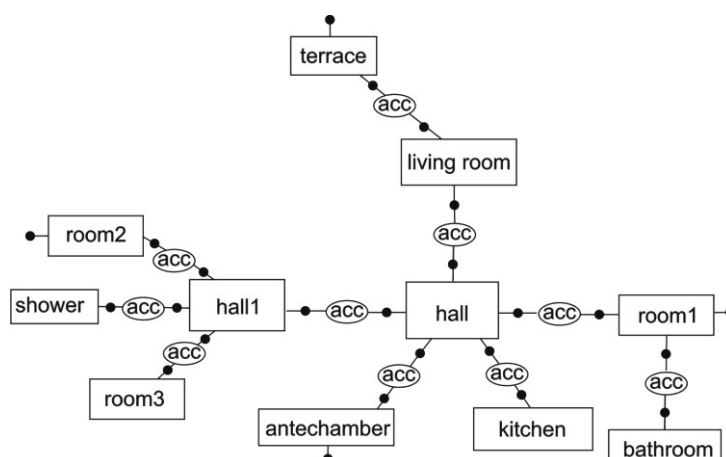 terrace
acc
living room
acc
room2
acc
shower
acc
hall1
acc
hall
acc
room1
acc
room3
acc
acc
acc
antechamber
kitchen
bathroom